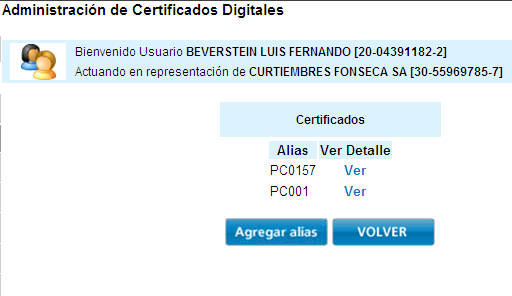 Administración de Certificados Digitales
Bienvenido Usuario BEVERSTEIN LUIS FERNANDO [20-04391182-2]
Actuando en representación de CURTIEMBRES FONSECA SA [30-55969785-7]
Certificados
Alias Ver Detalle
PC0157 Ver
PC001 Ver
Agregar alias VOLVER